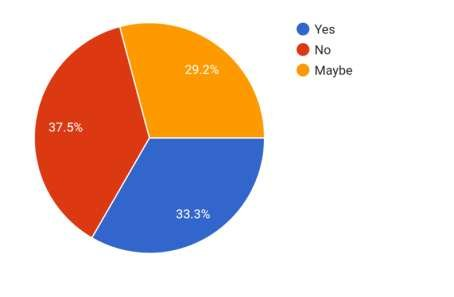 Yes
No
Maybe
29.2%
37.5%
33.3%